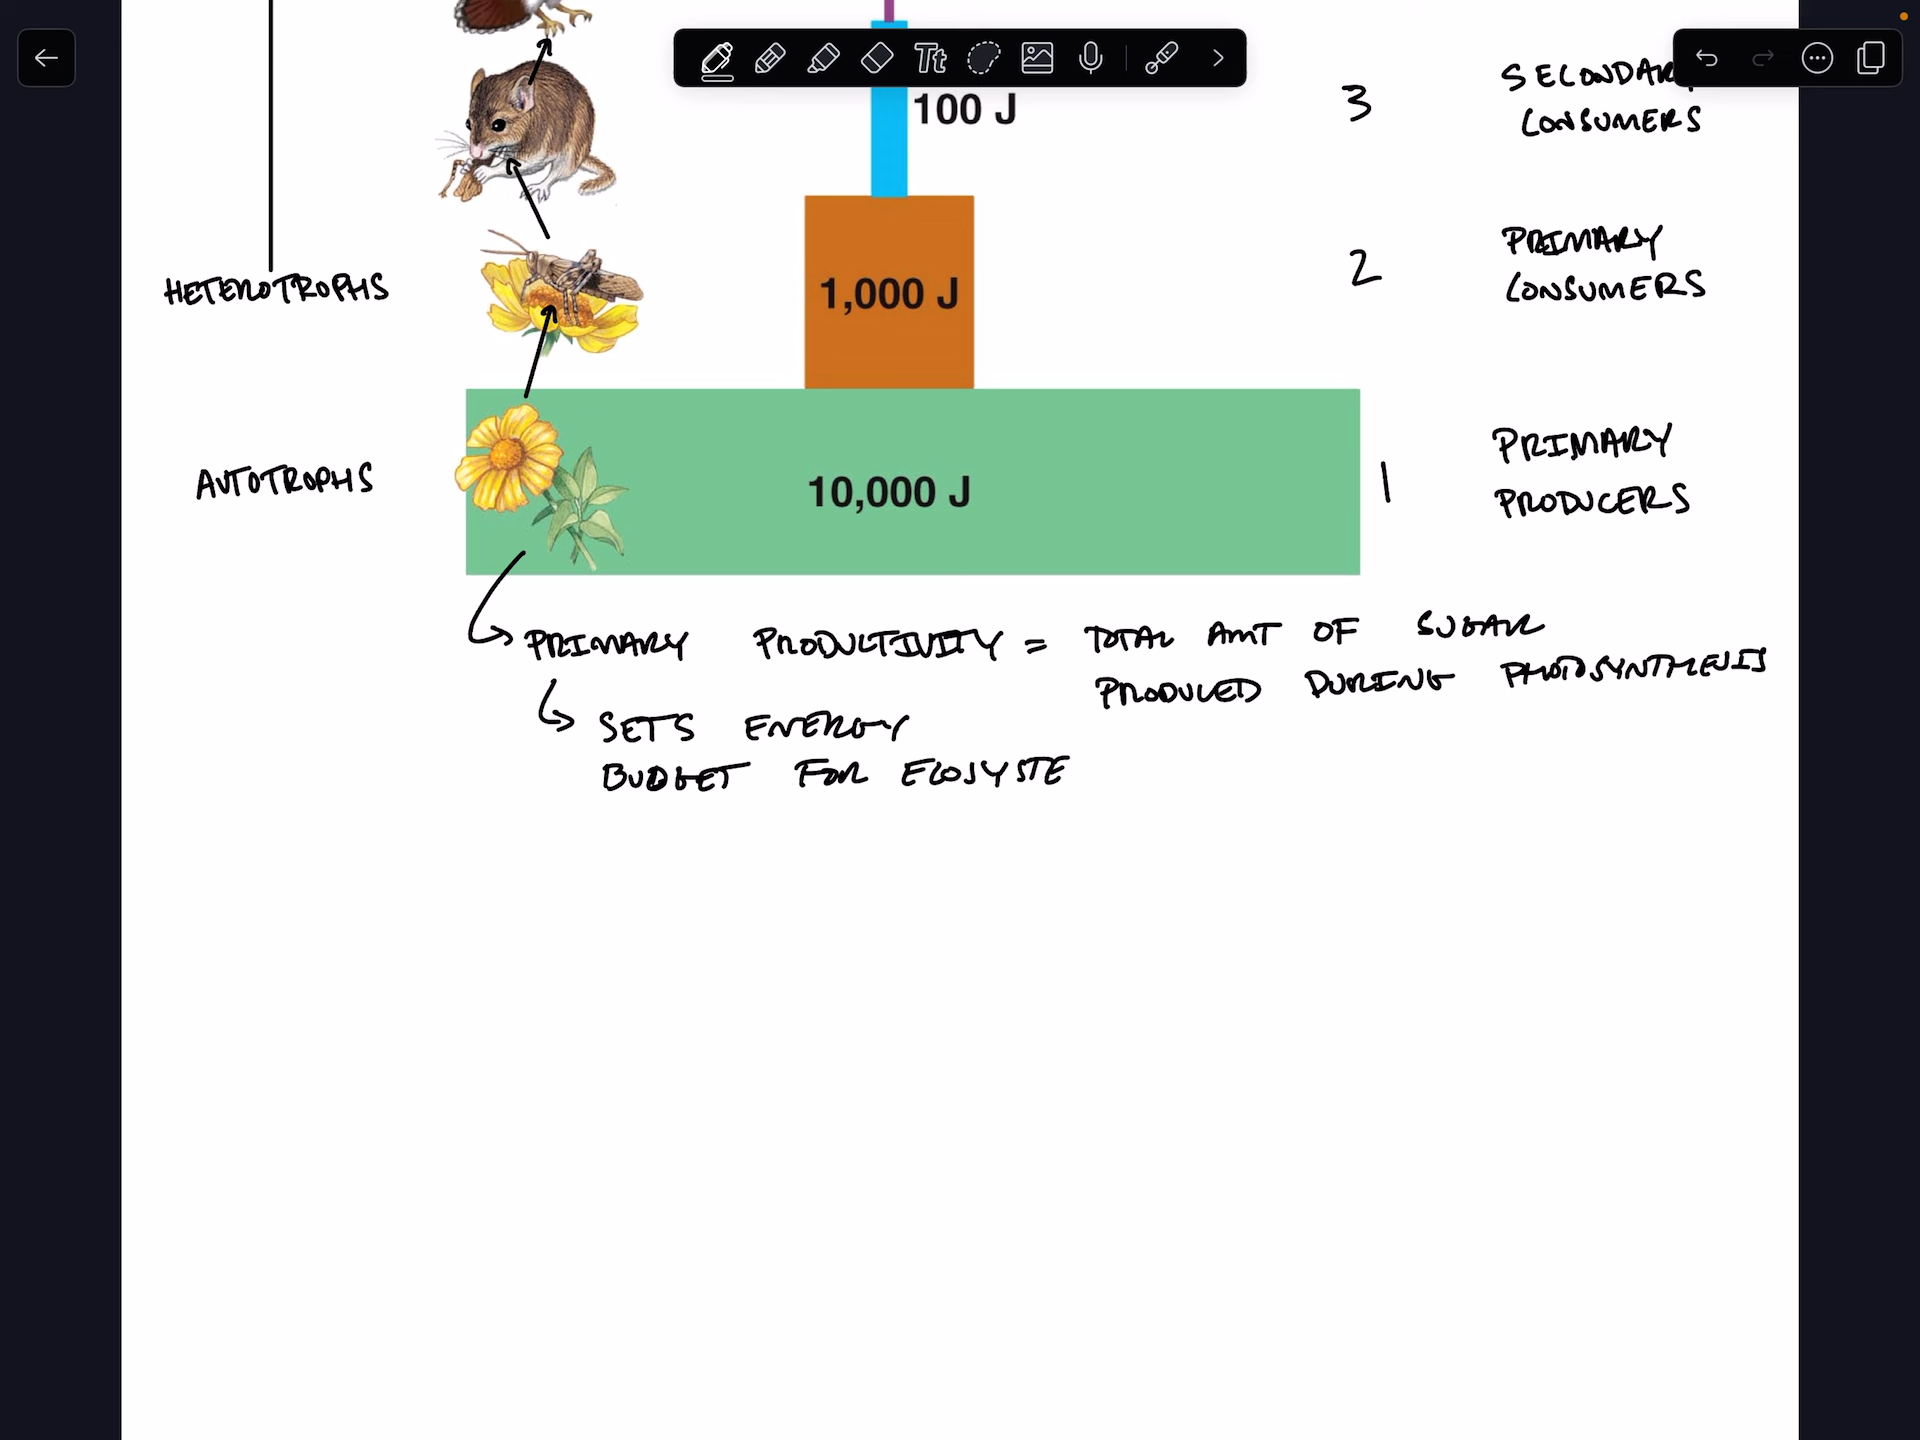 Tt
100 J
3
SECONDARY
CONSUMERS
1,000 J
2
PRIMARY
CONSUMERS
HETEROTROPHS
AUTOTROPHS
10,000 J
1
PRIMARY
PRODUCERS
PRIMARY PRODUCTIVITY = TOTAL AMT OF SUGAR
PRODUCED DURING PHOTOSYNTHESIS
SETS ENERGY
BUDGET FOR ECOSYSTE